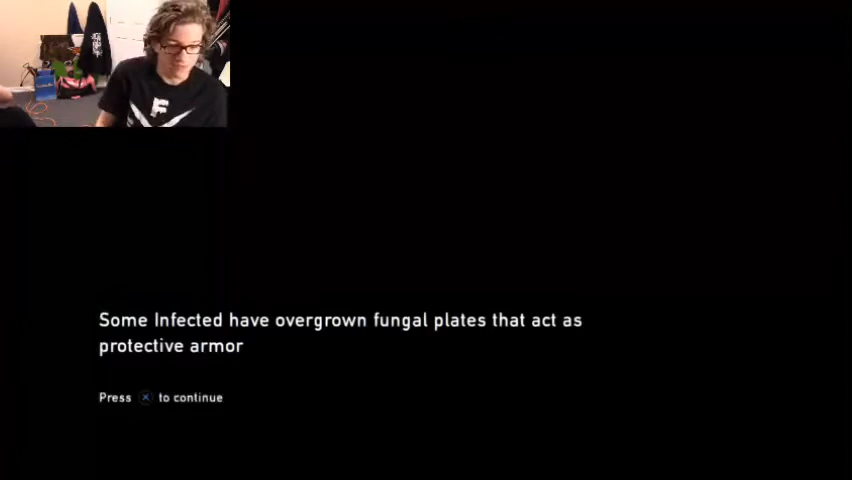 F
Some Infected have overgrown fungal plates that act as
protective armor
Press to continue